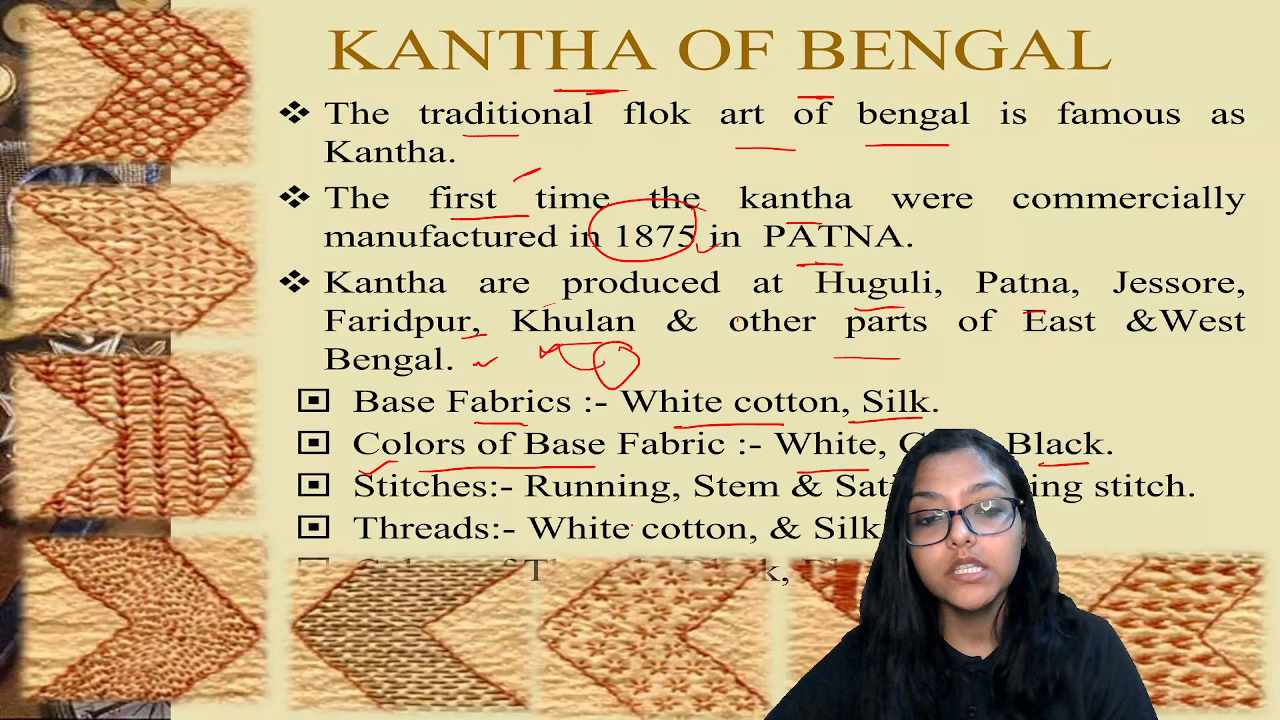 KANTHA OF BENGAL
❖ The traditional flok art of bengal is famous as
Kantha.
❖ The first time the kantha were commercially
manufactured in 1875 in PATNA.
❖ Kantha are produced at Huguli, Patna, Jessore,
Faridpur, Khulan & other parts of East &West
Bengal.
Base Fabrics :- White cotton, Silk.
Colors of Base Fabric :- White, Black.
Stitches:- Running, Stem & stitch.
Threads:- White cotton, & Silk